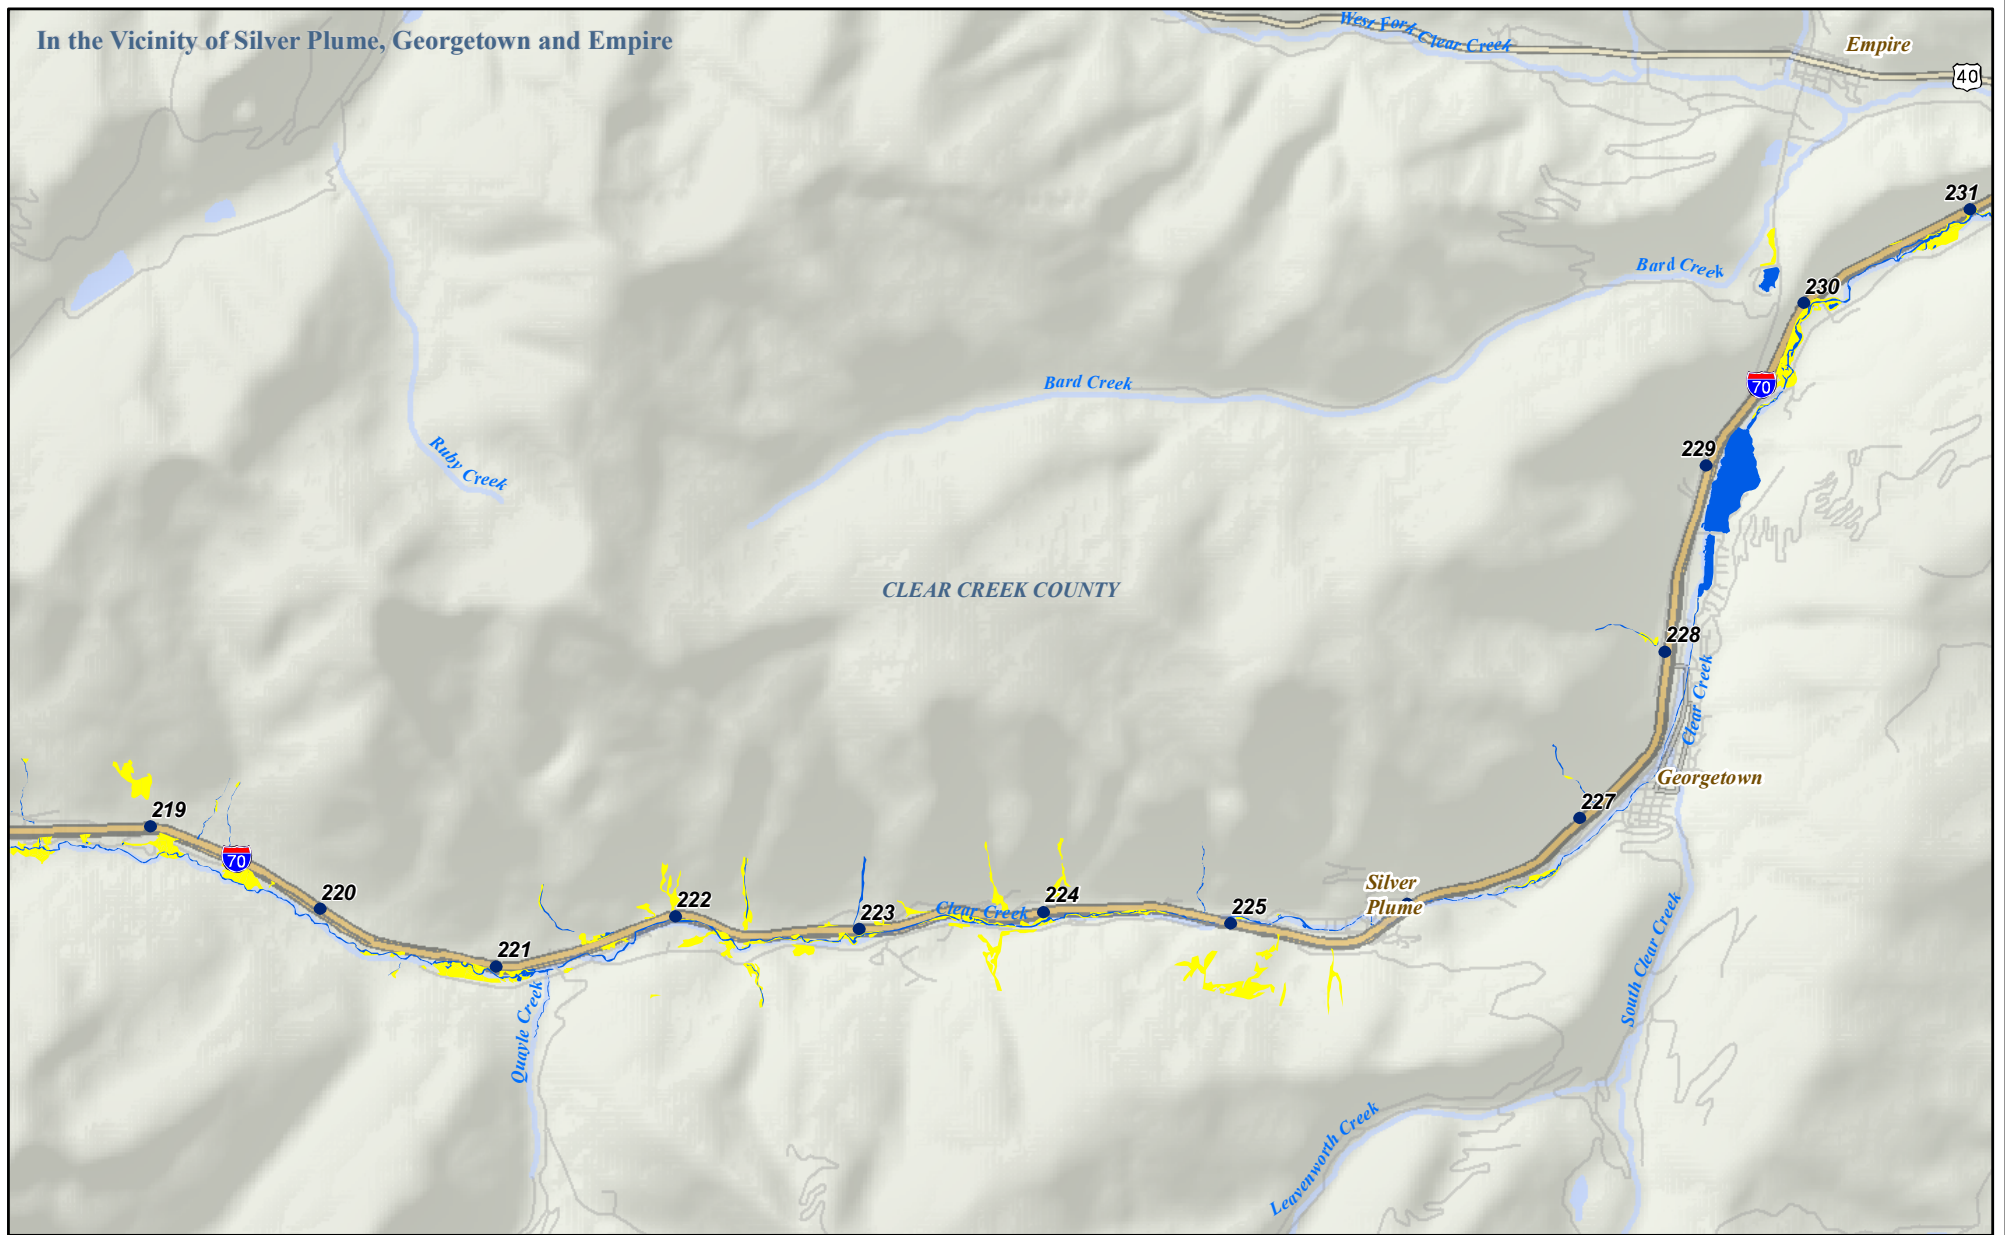 In the Vicinity of Silver Plume, Georgetown and Empire
West Fork Clear Creek
Empire
40
231
Bard Creek
230
Bard Creek
70
Ruby Creek
229
CLEAR CREEK COUNTY
228
Clear Creek
Georgetown
219
227
70
220
Silver
Plume
222
224
Clear Creek
225
223
221
Quayle Creek
South Clear Creek
Leavenworth Creek